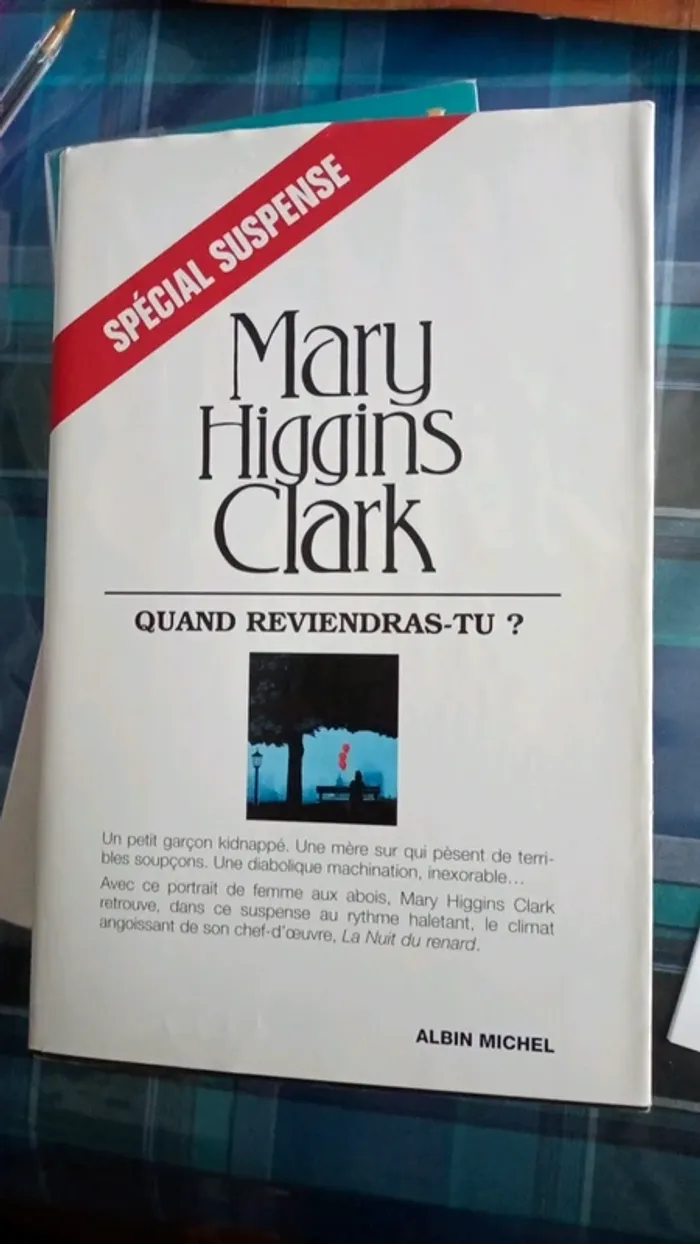 SPÉCIAL SUSPENSE
Mary
Higgins
Clark
QUAND REVIENDRAS-TU ?
Un petit garçon kidnappé. Une mère sur qui pèsent de terri-
bles soupçons. Une diabolique machination, inexorable...
Avec ce portrait de femme aux abois, Mary Higgins Clark
retrouve, dans ce suspense au rythme haletant, le climat
angoissant de son chef-d'œuvre, La Nuit du renard.
ALBIN MICHEL